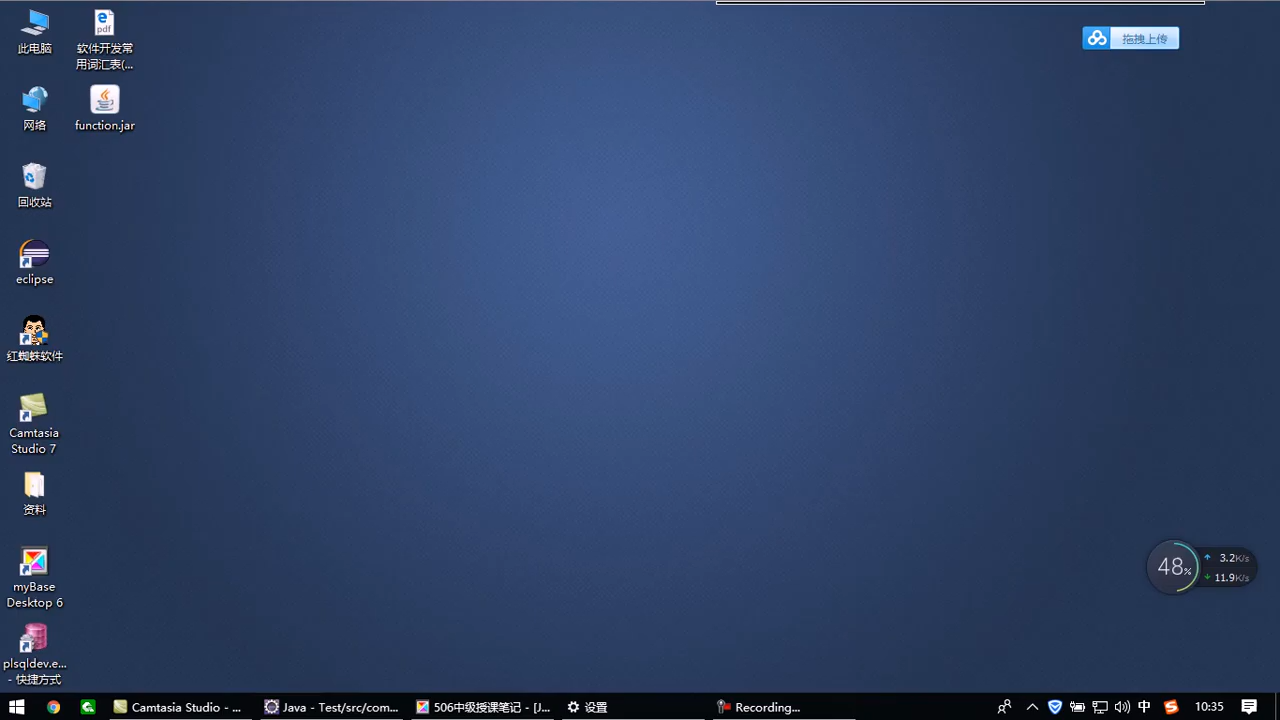 此电脑
软件开发常
用词汇表(...
网络
function.jar
回收站
eclipse
红蜘蛛软件
Camtasia
Studio 7
资料
myBase
Desktop 6
plsqldev.e...
- 快捷方式
pdf
拖拽上传
48%
3.2K/s
11.9K/s
Camtasia Studio - ...
Java - Test/src/com...
506中级授课笔记 - [J...
设置
Recording...
中
10:35